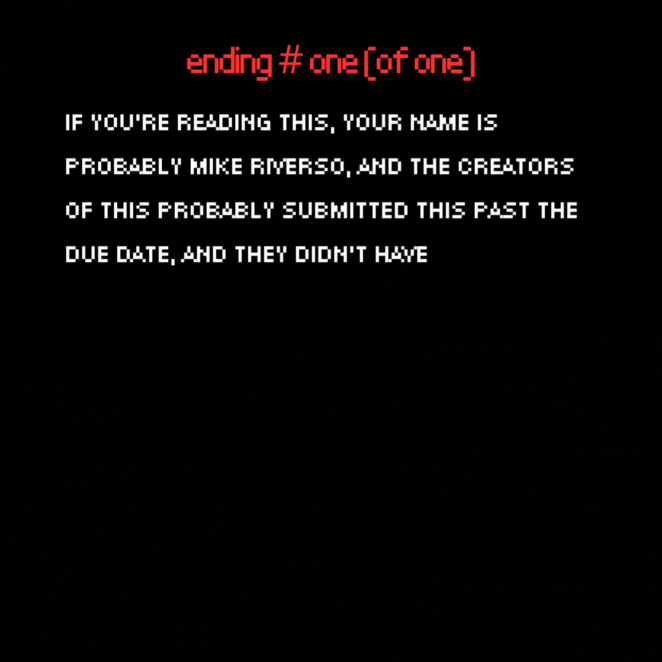 ending # one (of one)
IF YOU'RE READING THIS, YOUR NAME IS
PROBABLY MIKE RIVERSO, AND THE CREATORS
OF THIS PROBABLY SUBMITTED THIS PAST THE
DUE DATE, AND THEY DIDN'T HAVE